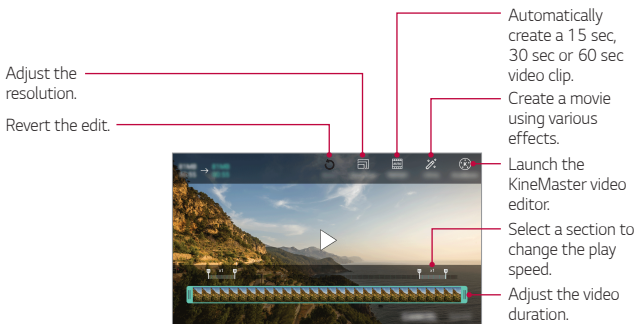 Automatically
create a 15 sec,
30 sec or 60 sec
video clip.
Adjust the
resolution.
Create a movie
using various
effects.
Revert the edit.
Launch the
KineMaster video
editor.
Select a section to
change the play
speed.
x1
x1
Adjust the video
duration.